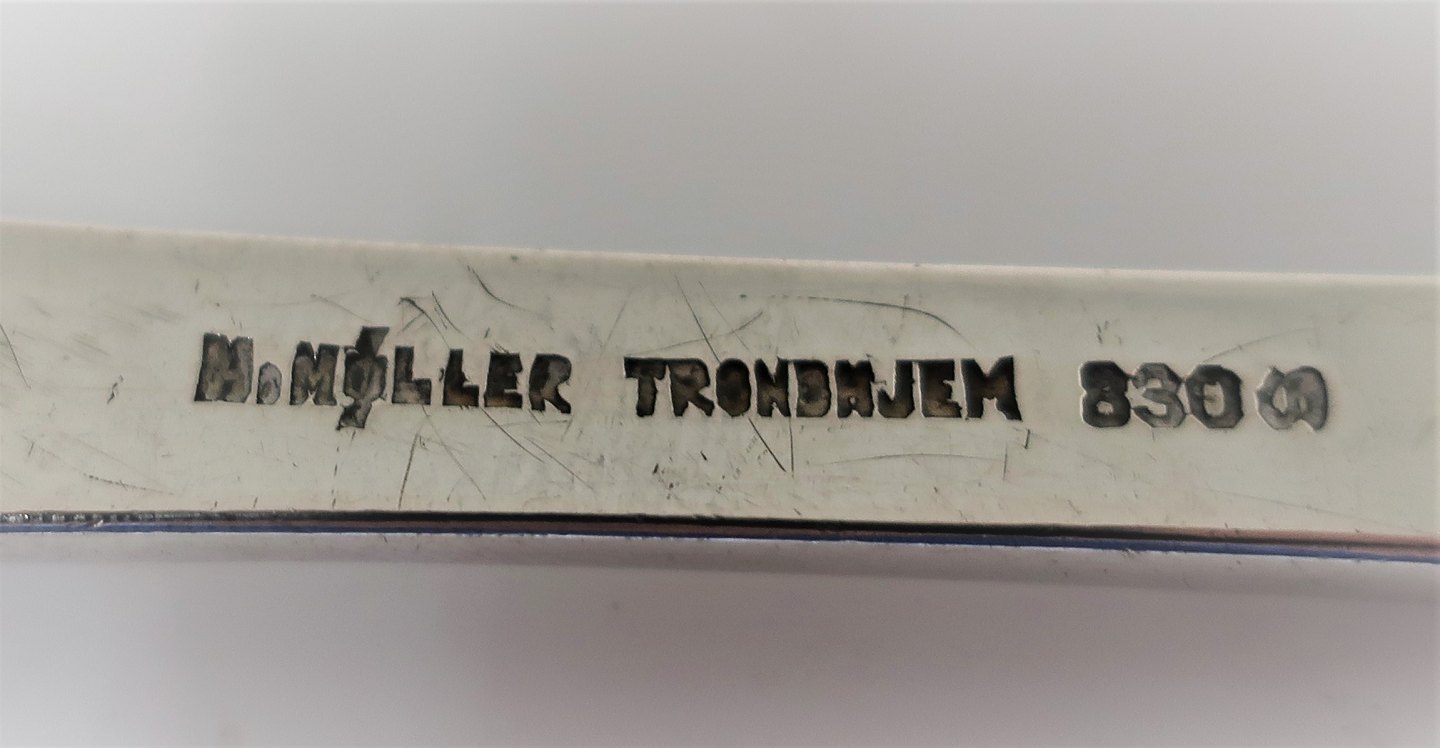 H. MØLLER TRONDHJEM 830 S